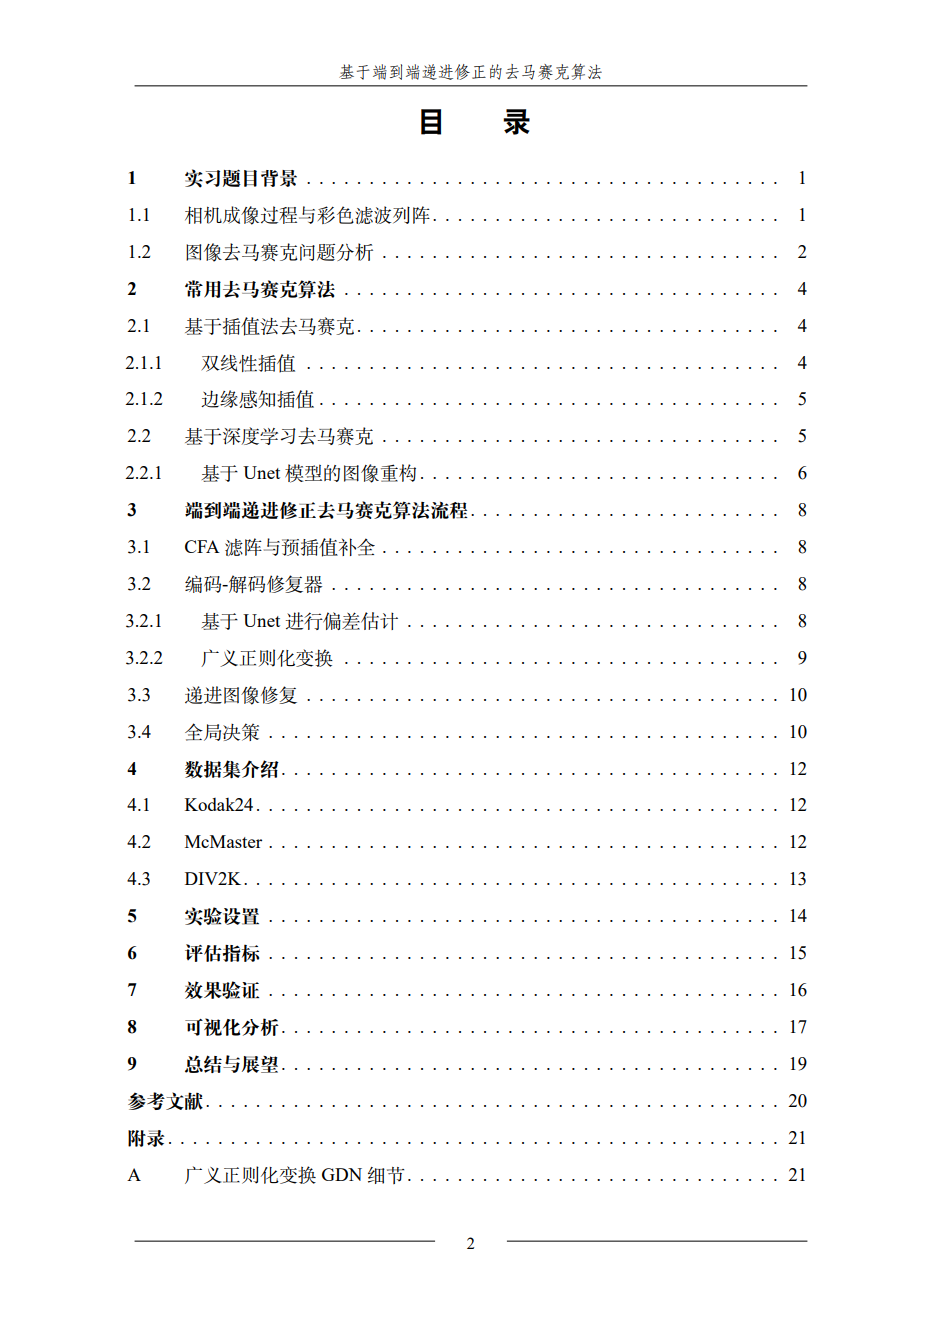 基于端到端递进修正的去马赛克算法
目 录
1 实习题目背景 . . . . . . . . . . . . . . . . . . . . . . . . . . . . . . . . . . . . . . 1
1.1 相机成像过程与彩色滤波列阵. . . . . . . . . . . . . . . . . . . . . . . . . . . . 1
1.2 图像去马赛克问题分析 . . . . . . . . . . . . . . . . . . . . . . . . . . . . . . . . 2
2 常用去马赛克算法 . . . . . . . . . . . . . . . . . . . . . . . . . . . . . . . . . . . 4
2.1 基于插值法去马赛克. . . . . . . . . . . . . . . . . . . . . . . . . . . . . . . . . . 4
2.1.1 双线性插值 . . . . . . . . . . . . . . . . . . . . . . . . . . . . . . . . . . . . . . 4
2.1.2 边缘感知插值 . . . . . . . . . . . . . . . . . . . . . . . . . . . . . . . . . . . . . 5
2.2 基于深度学习去马赛克 . . . . . . . . . . . . . . . . . . . . . . . . . . . . . . . . 5
2.2.1 基于 Unet 模型的图像重构. . . . . . . . . . . . . . . . . . . . . . . . . . . . . 6
3 端到端递进修正去马赛克算法流程. . . . . . . . . . . . . . . . . . . . . . . . . 8
3.1 CFA 滤阵与预插值补全 . . . . . . . . . . . . . . . . . . . . . . . . . . . . . . . . 8
3.2 编码-解码修复器 . . . . . . . . . . . . . . . . . . . . . . . . . . . . . . . . . . . . 8
3.2.1 基于 Unet 进行偏差估计 . . . . . . . . . . . . . . . . . . . . . . . . . . . . . . 8
3.2.2 广义正则化变换 . . . . . . . . . . . . . . . . . . . . . . . . . . . . . . . . . . . 9
3.3 递进图像修复 . . . . . . . . . . . . . . . . . . . . . . . . . . . . . . . . . . . . . . 10
3.4 全局决策 . . . . . . . . . . . . . . . . . . . . . . . . . . . . . . . . . . . . . . . . . 10
4 数据集介绍. . . . . . . . . . . . . . . . . . . . . . . . . . . . . . . . . . . . . . . . 12
4.1 Kodak24. . . . . . . . . . . . . . . . . . . . . . . . . . . . . . . . . . . . . . . . . . 12
4.2 McMaster . . . . . . . . . . . . . . . . . . . . . . . . . . . . . . . . . . . . . . . . . 12
4.3 DIV2K. . . . . . . . . . . . . . . . . . . . . . . . . . . . . . . . . . . . . . . . . . . 13
5 实验设置 . . . . . . . . . . . . . . . . . . . . . . . . . . . . . . . . . . . . . . . . . 14
6 评估指标 . . . . . . . . . . . . . . . . . . . . . . . . . . . . . . . . . . . . . . . . . 15
7 效果验证 . . . . . . . . . . . . . . . . . . . . . . . . . . . . . . . . . . . . . . . . . 16
8 可视化分析. . . . . . . . . . . . . . . . . . . . . . . . . . . . . . . . . . . . . . . . 17
9 总结与展望. . . . . . . . . . . . . . . . . . . . . . . . . . . . . . . . . . . . . . . . 19
参考文献. . . . . . . . . . . . . . . . . . . . . . . . . . . . . . . . . . . . . . . . . . . . . . 20
附录. . . . . . . . . . . . . . . . . . . . . . . . . . . . . . . . . . . . . . . . . . . . . . . . . 21
A 广义正则化变换 GDN 细节. . . . . . . . . . . . . . . . . . . . . . . . . . . . . . 21
2